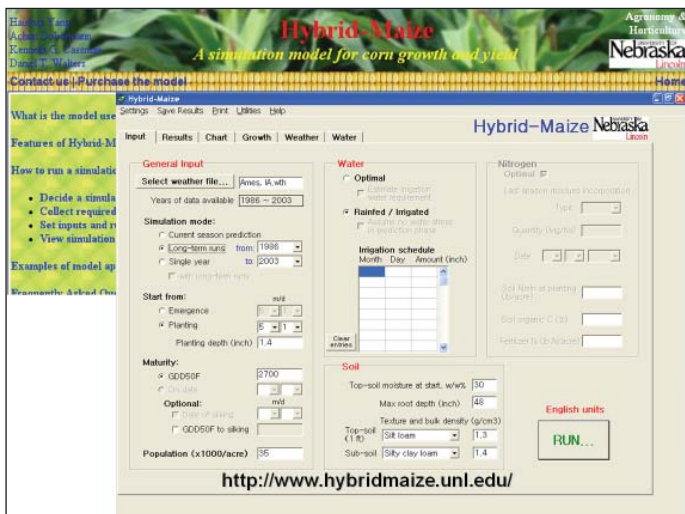 Haishun Yang
Achim Dobermann
Kenneth G. Cassman
Daniel T. Walters
Hybrid-Maize
A simulation model for corn growth and yield
Agronomy &
Horticulture
Nebraska
Lincoln
Contact us | Purchase the model
Home
What is the model use
Features of Hybrid-M
How to run a simulatio
• Decide a simula
• Collect required
• Set inputs and r
• View simulation
Examples of model ap
Frequently Asked Que
Hybrid-Maize
Settings Save Results Print Utilities Help
Input Results Chart Growth Weather Water
Hybrid-Maize Nebraska
Lincoln
General Input
Select weather file... Ames, IA.wth
Years of data available 1986 ~ 2003
Simulation mode:
Current season prediction
Long-term runs from: 1986
Single year to: 2003
with long-term runs
Start from: m/d
Emergence 5 1
Planting 5 1
Planting depth (inch) 1.4
Maturity:
GDD50F 2700
On date
Optional: m/d
Date of silking
GDD50F to silking
Population (x1000/acre) 35
Water
Optimal
Estimate irrigation
water requirement
Rainfed / Irrigated
Assume no water stress
in prediction phase
Irrigation schedule
Month Day Amount (inch)
Clear
entries
Soil
Top-soil moisture at start, w/w% 30
Max root depth (inch) 48
Texture and bulk density (g/cm3)
Top-soil
(1 ft) Silt loam 1.3
Sub-soil Silty clay loam 1.4
Nitrogen
Optimal
Last season residues incorporation
Type
Date
Soil organic C (%)
English units
RUN...
http://www.hybridmaize.unl.edu/